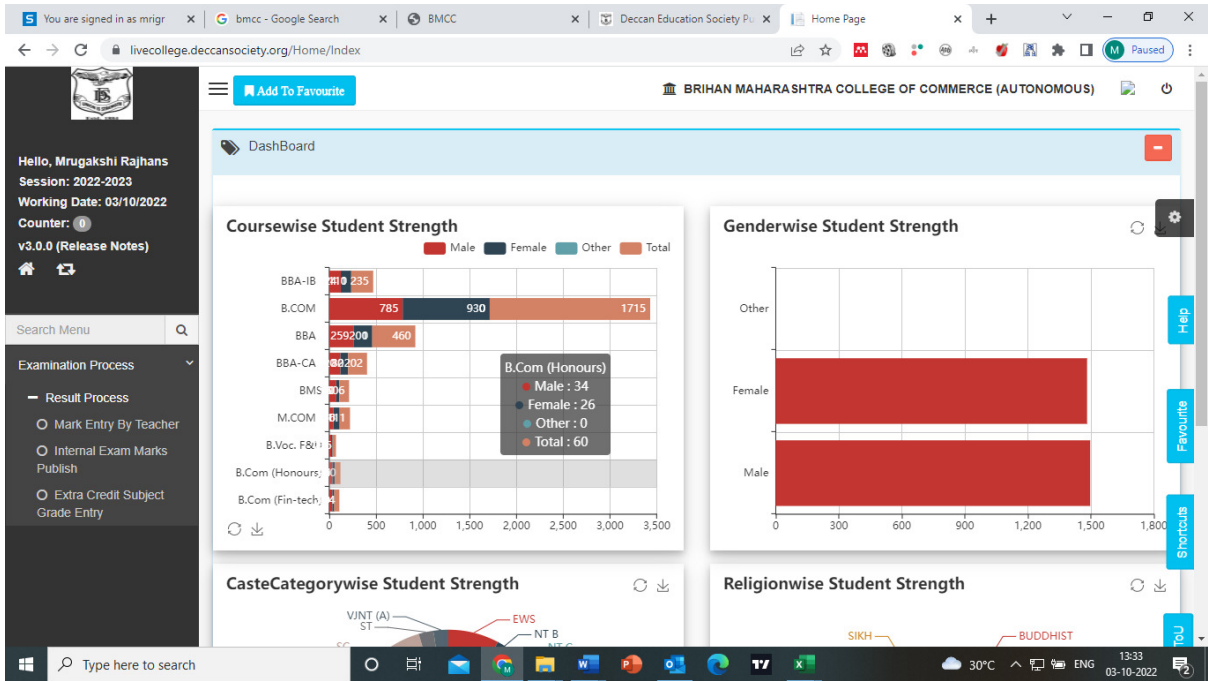 You are signed in as mrigr
bmcc - Google Search
BMCC
Deccan Education Society Pu
Home Page
livecollege.deccansociety.org/Home/Index
Paused
Add To Favourite
BRIHAN MAHARASHTRA COLLEGE OF COMMERCE (AUTONOMOUS)
Hello, Mrugakshi Rajhans
Session: 2022-2023
Working Date: 03/10/2022
Counter: 0
v3.0.0 (Release Notes)
Search Menu
Examination Process
Result Process
Mark Entry By Teacher
Internal Exam Marks
Publish
Extra Credit Subject
Grade Entry
DashBoard
Coursewise Student Strength
Male Female Other Total
BBA-IB 235
B.COM 785 930 1715
BBA 259 200 460
BBA-CA 202
BMS
M.COM
B.Voc.
B.Com (Honours)
B.Com (Fin-tech)
0 500 1,000 1,500 2,000 2,500 3,000 3,500
B.Com (Honours)
Male : 34
Female : 26
Other : 0
Total : 60
Genderwise Student Strength
Other
Female
Male
0 300 600 900 1,200 1,500 1,800
CasteCategorywise Student Strength
VJNT (A)
ST
EWS
NT B
Religionwise Student Strength
SIKH
BUDDHIST
Help
Favourite
Shortcuts
ToU
Type here to search
30°C
ENG
13:33
03-10-2022